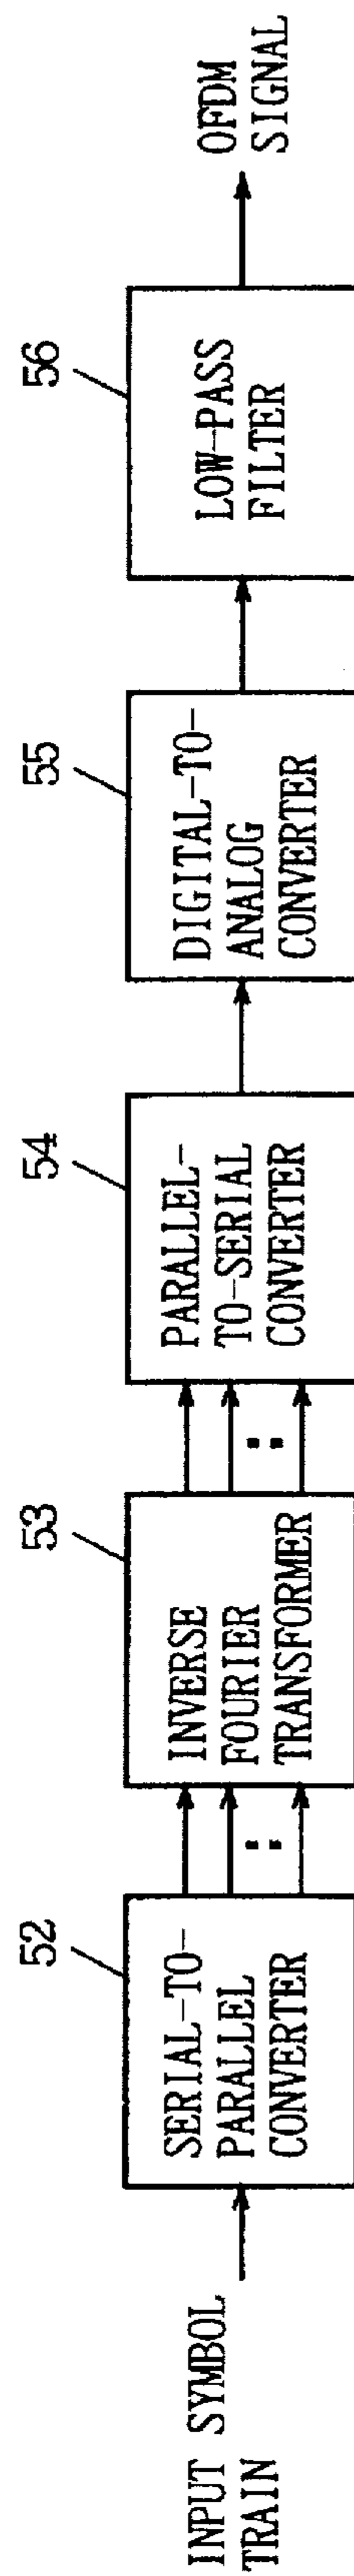 INPUT SYMBOL
TRAIN
52
SERIAL-TO-
PARALLEL
CONVERTER
53
INVERSE
FOURIER
TRANSFORMER
54
PARALLEL-
TO-SERIAL
CONVERTER
55
DIGITAL-TO-
ANALOG
CONVERTER
56
LOW-PASS
FILTER
OFDM
SIGNAL